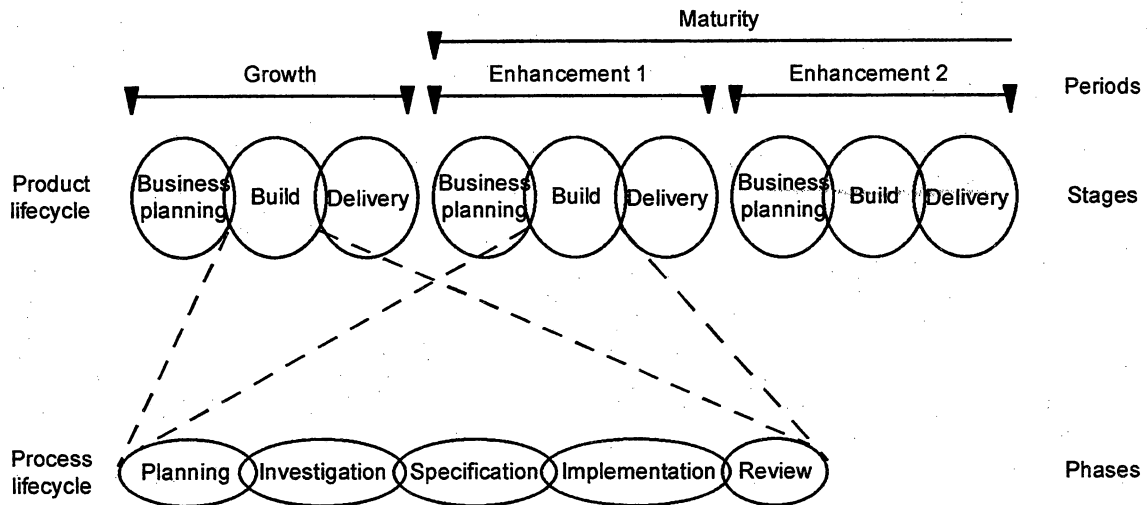 Maturity
Growth
Enhancement 1
Enhancement 2
Periods
Product
lifecycle
Business
planning
Build
Delivery
Business
planning
Build
Delivery
Business
planning
Build
Delivery
Stages
Process
lifecycle
Planning
Investigation
Specification
Implementation
Review
Phases